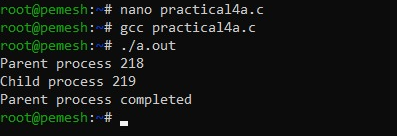 root@pemesh:~# nano practical4a.c
root@pemesh:~# gcc practical4a.c
root@pemesh:~# ./a.out
Parent process 218
Child process 219
Parent process completed
root@pemesh:~#